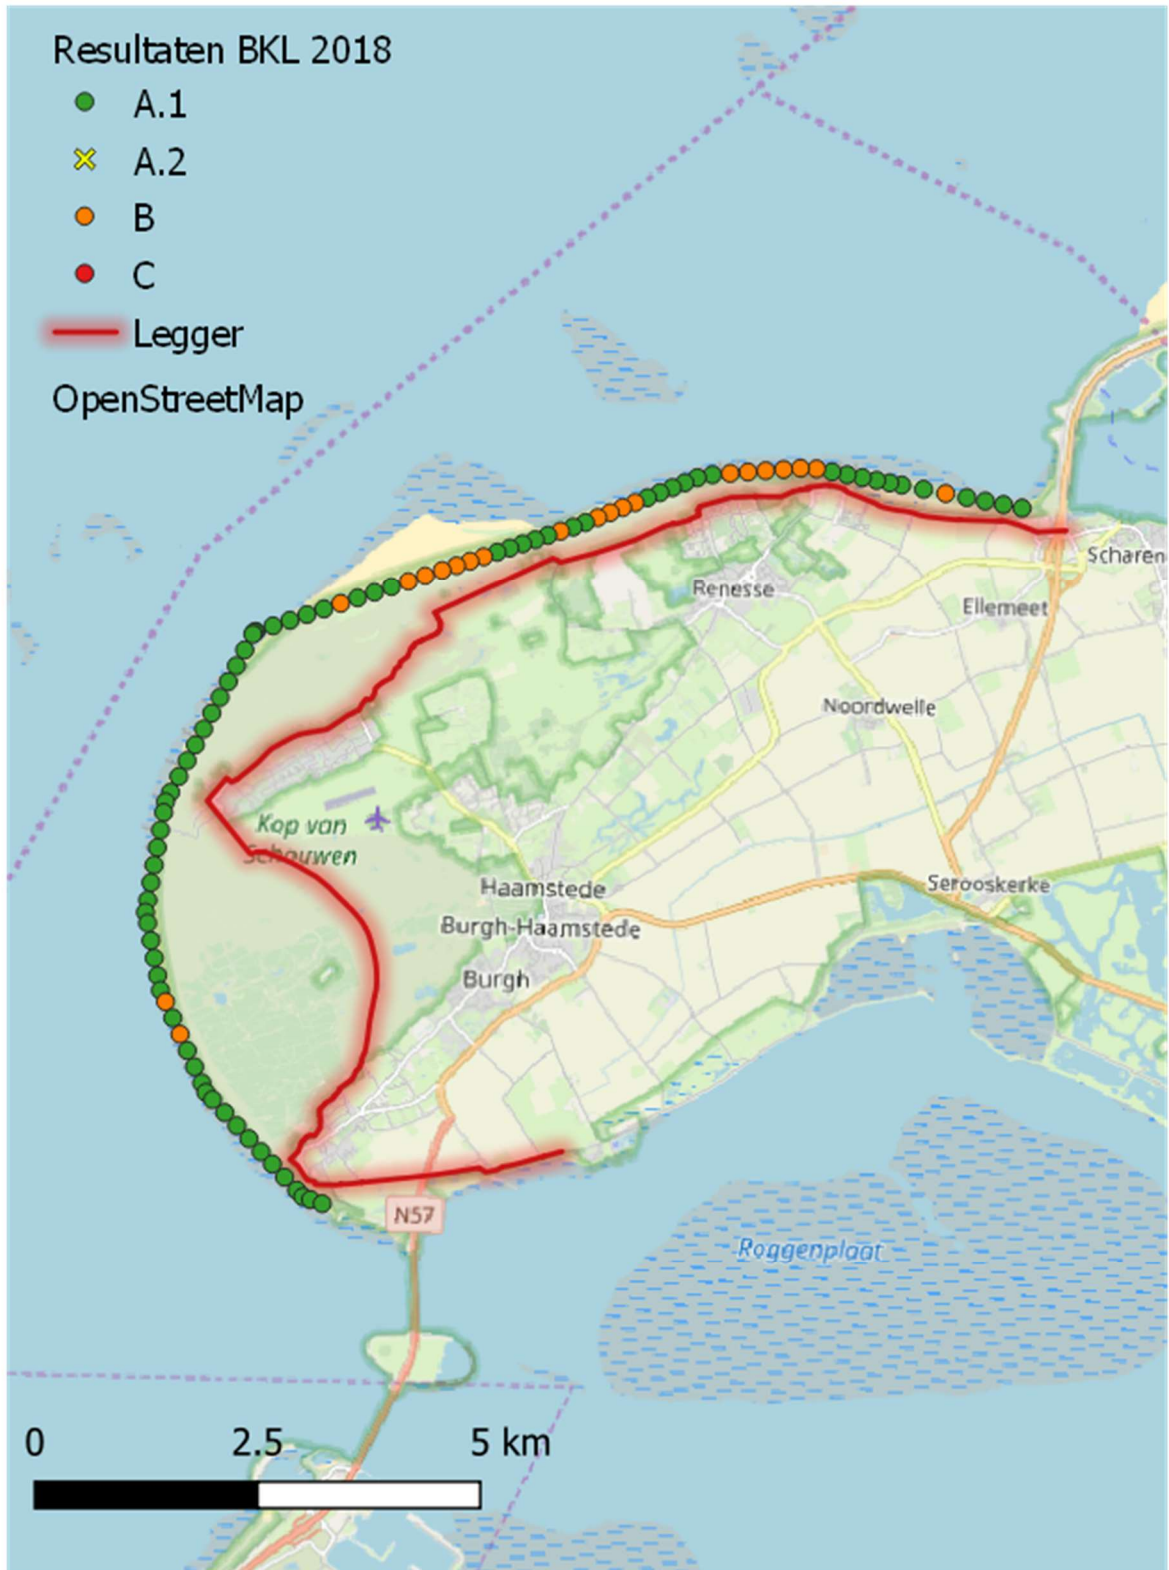 Resultaten BKL 2018
A.1
A.2
B
C
Legger
OpenStreetMap
Scharen
Renesse
Ellemeet
Noordwelle
Kop van
Schouwen
Haamstede
Serooskerke
Burgh-Haamstede
Burgh
N57
Roggenplaat
0 2.5 5 km